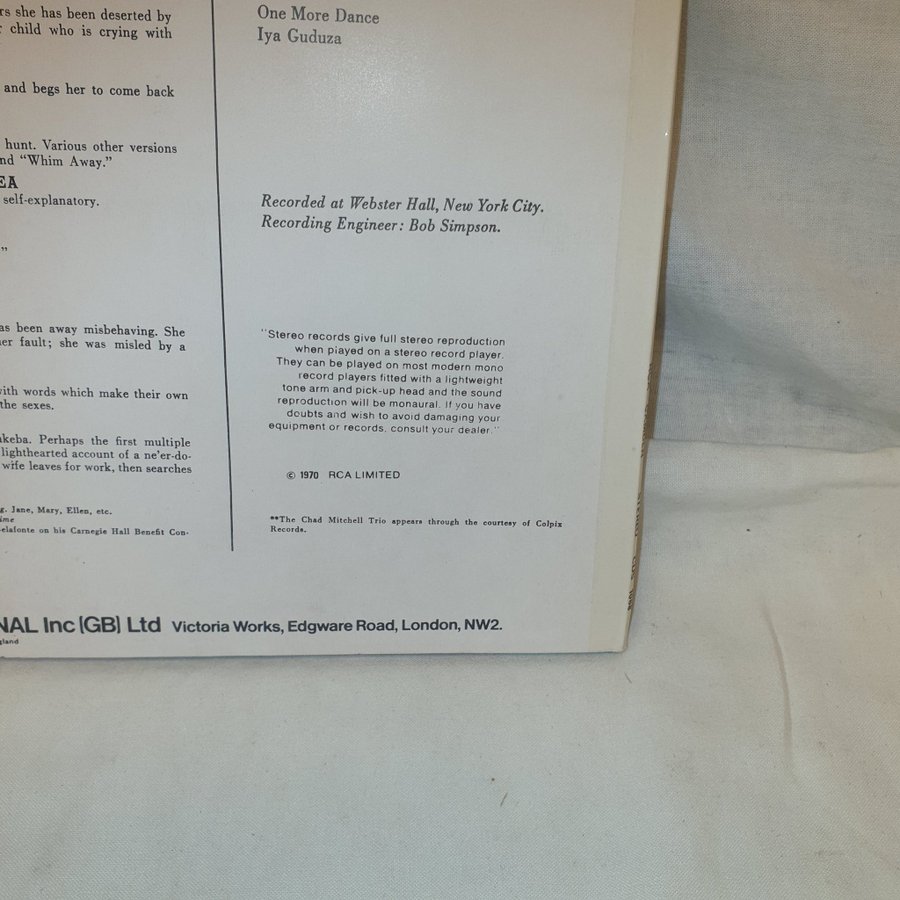 rs she has been deserted by
child who is crying with
and begs her to come back
hunt. Various other versions
nd “Whim Away.”
EA
self-explanatory.
”
as been away misbehaving. She
er fault; she was misled by a
with words which make their own
the sexes.
akeba. Perhaps the first multiple
lighthearted account of a ne'er-do-
wife leaves for work, then searches
g. Jane, Mary, Ellen, etc.
ime
elafonte on his Carnegie Hall Benefit Con-
One More Dance
Iya Guduza
Recorded at Webster Hall, New York City.
Recording Engineer: Bob Simpson.
"Stereo records give full stereo reproduction
when played on a stereo record player.
They can be played on most modern mono
record players fitted with a lightweight
tone arm and pick-up head and the sound
reproduction will be monaural. If you have
doubts and wish to avoid damaging your
equipment or records, consult your dealer."
© 1970 RCA LIMITED
**The Chad Mitchell Trio appears through the courtesy of Colpix
Records.
NAL Inc (GB) Ltd Victoria Works, Edgware Road, London, NW2.
gland